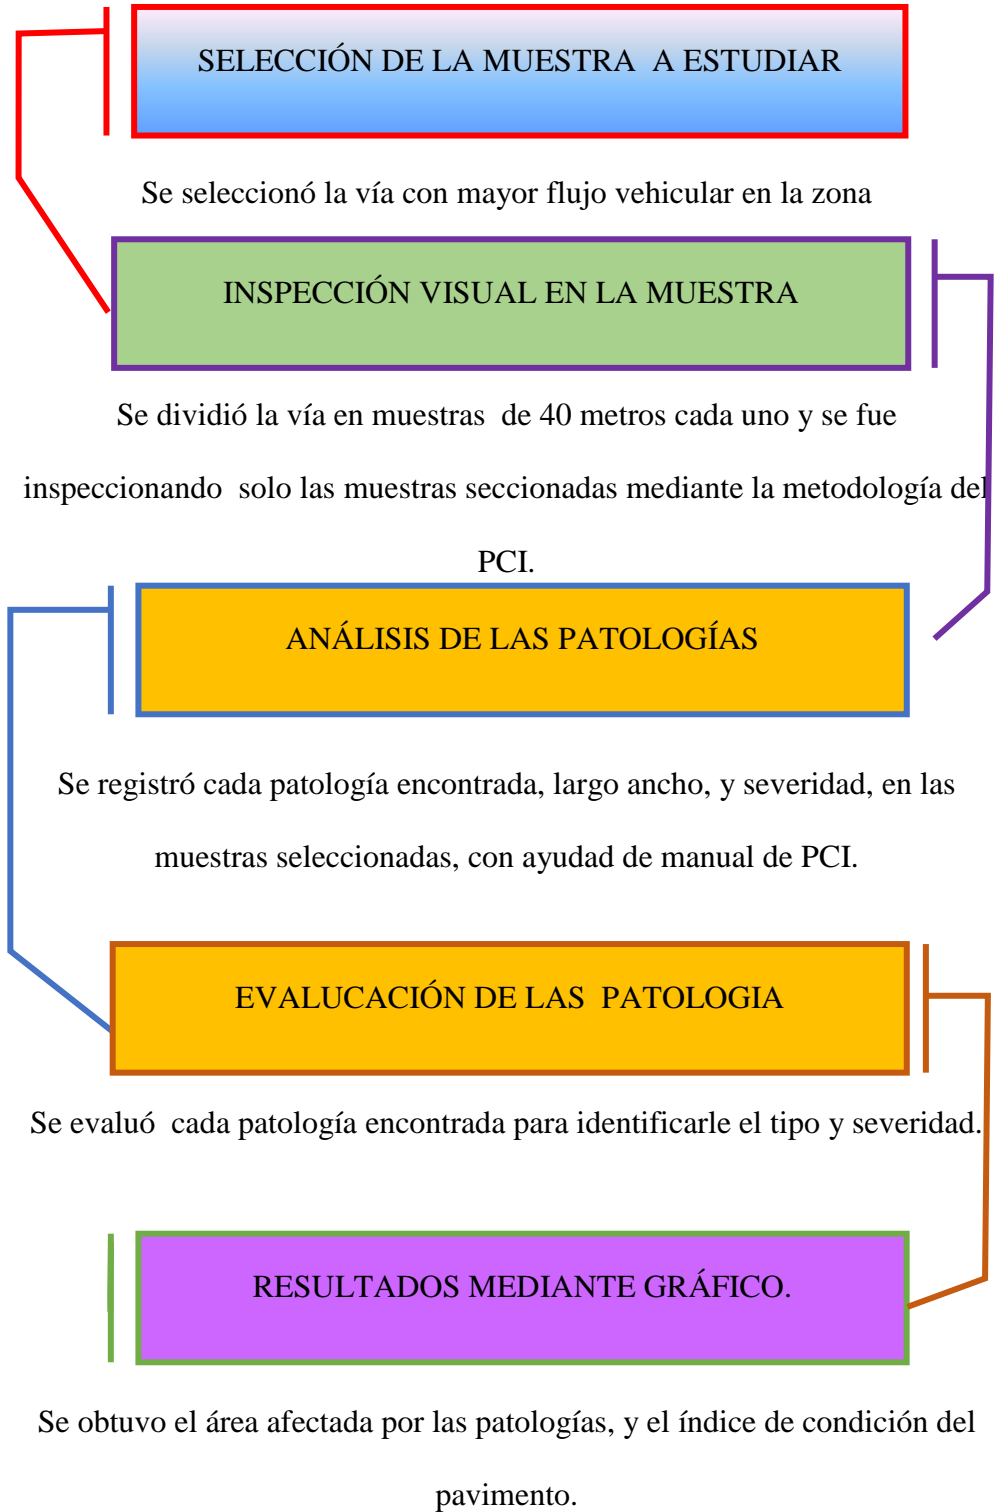 SELECCIÓN DE LA MUESTRA A ESTUDIAR
Se seleccionó la vía con mayor flujo vehicular en la zona
INSPECCIÓN VISUAL EN LA MUESTRA
Se dividió la vía en muestras de 40 metros cada uno y se fue
inspeccionando solo las muestras seccionadas mediante la metodología del
PCI.
ANÁLISIS DE LAS PATOLOGÍAS
Se registró cada patología encontrada, largo ancho, y severidad, en las
muestras seleccionadas, con ayudad de manual de PCI.
EVALUCACIÓN DE LAS PATOLOGIA
Se evaluó cada patología encontrada para identificarle el tipo y severidad.
RESULTADOS MEDIANTE GRÁFICO.
Se obtuvo el área afectada por las patologías, y el índice de condición del
pavimento.